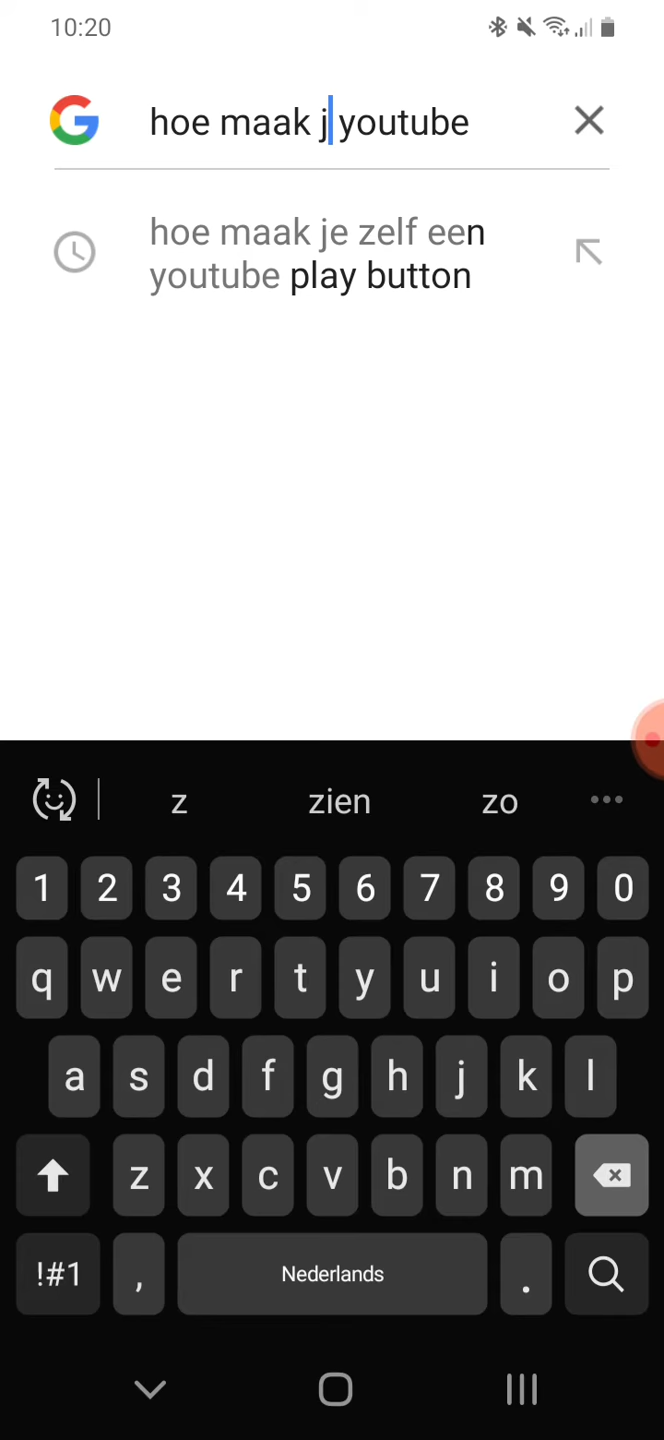 10:20
hoe maak j youtube
hoe maak je zelf een
youtube play button
z zien zo
1 2 3 4 5 6 7 8 9 0
q w e r t y u i o p
a s d f g h j k l
z x c v b n m
!#1 , Nederlands .